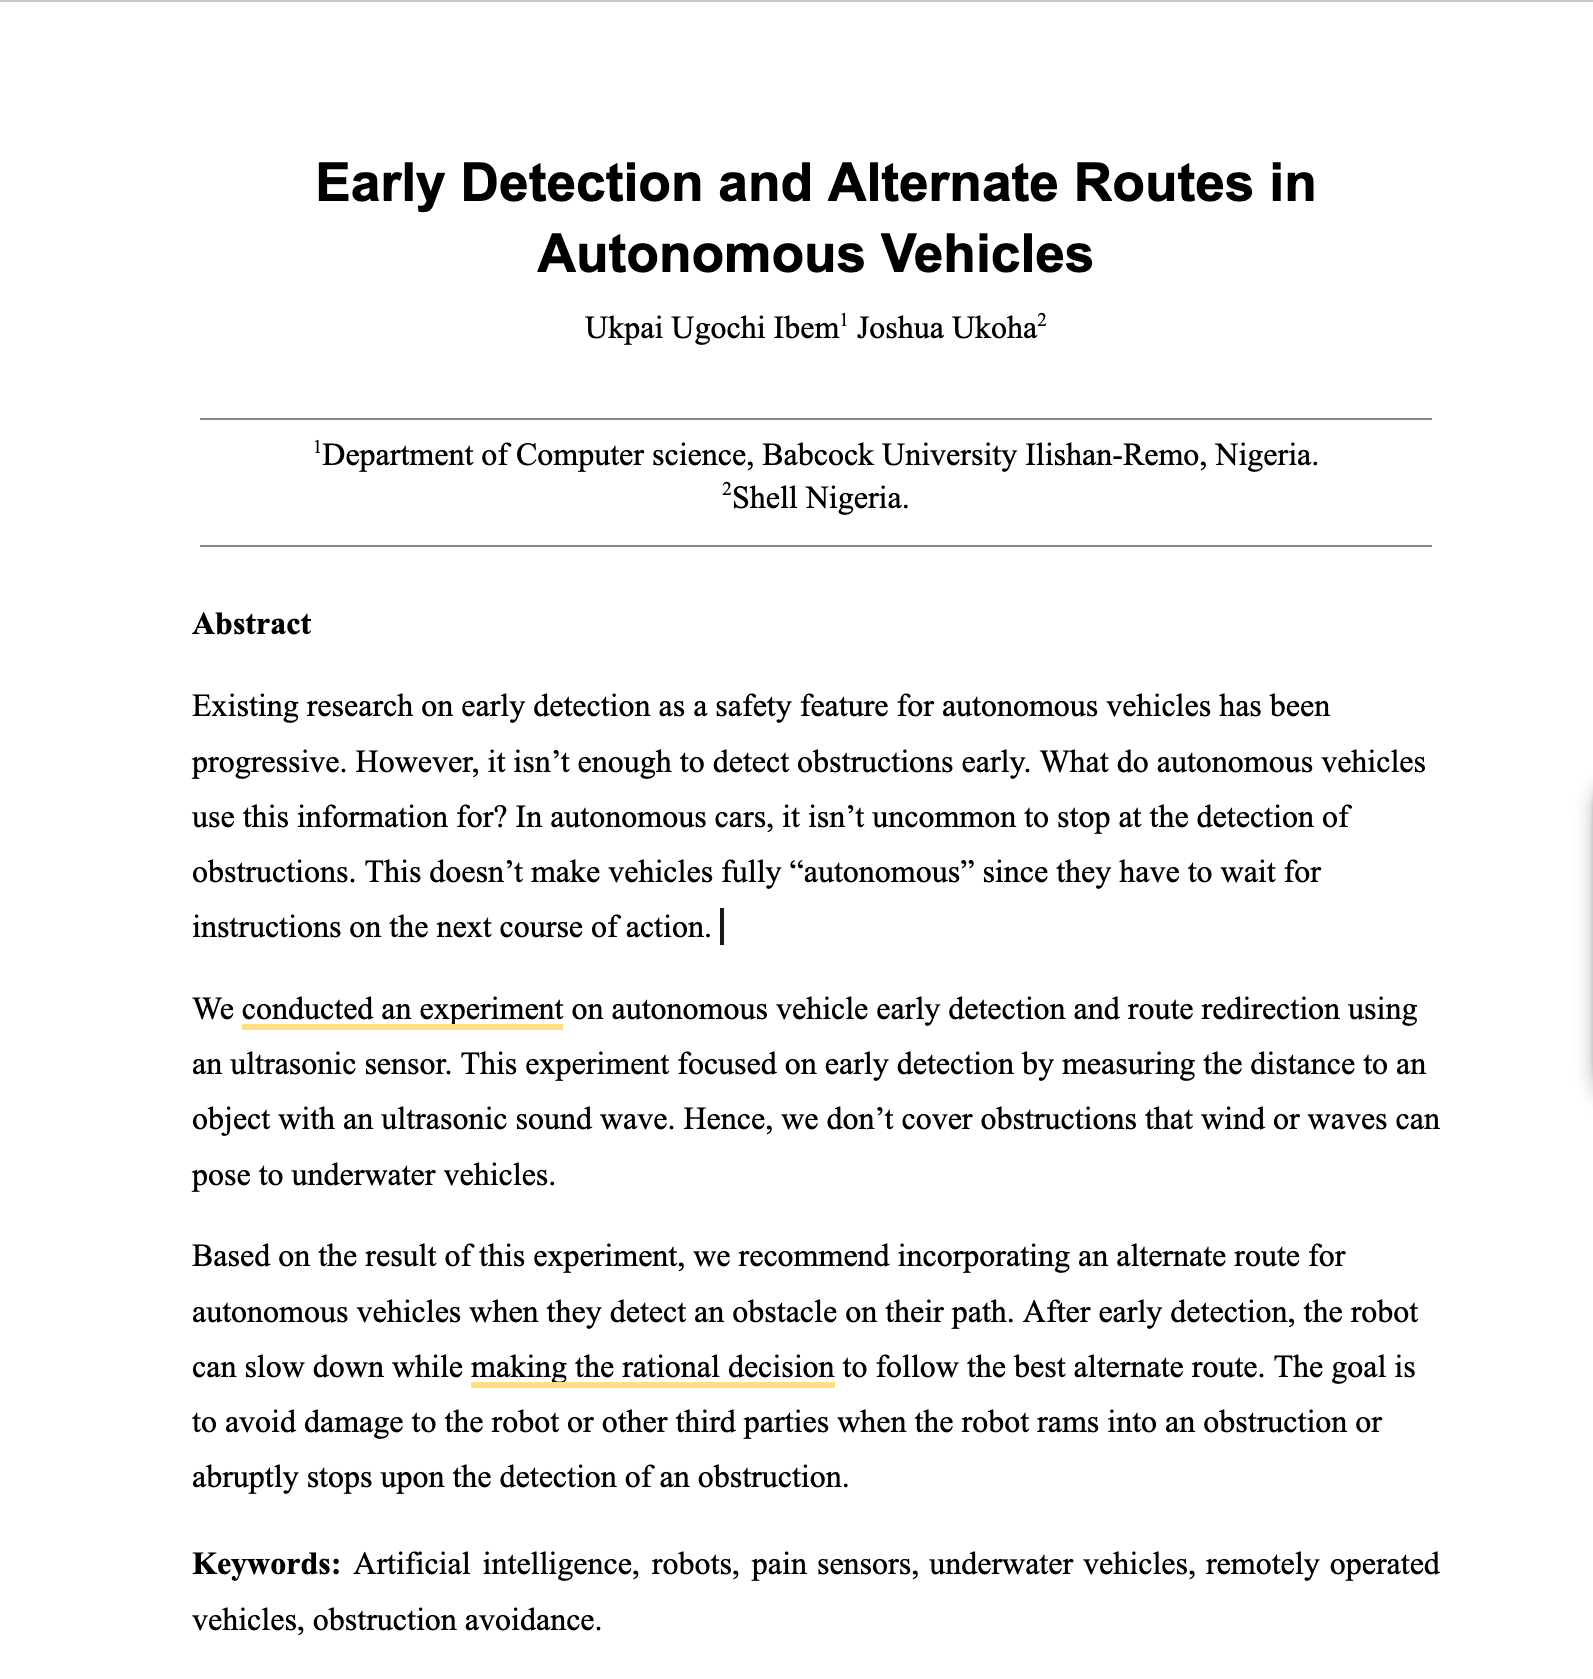 Early Detection and Alternate Routes in
Autonomous Vehicles
Ukpai Ugochi Ibem¹ Joshua Ukoha²
¹Department of Computer science, Babcock University Ilishan-Remo, Nigeria.
²Shell Nigeria.
Abstract
Existing research on early detection as a safety feature for autonomous vehicles has been
progressive. However, it isn’t enough to detect obstructions early. What do autonomous vehicles
use this information for? In autonomous cars, it isn’t uncommon to stop at the detection of
obstructions. This doesn’t make vehicles fully “autonomous” since they have to wait for
instructions on the next course of action.
We conducted an experiment on autonomous vehicle early detection and route redirection using
an ultrasonic sensor. This experiment focused on early detection by measuring the distance to an
object with an ultrasonic sound wave. Hence, we don’t cover obstructions that wind or waves can
pose to underwater vehicles.
Based on the result of this experiment, we recommend incorporating an alternate route for
autonomous vehicles when they detect an obstacle on their path. After early detection, the robot
can slow down while making the rational decision to follow the best alternate route. The goal is
to avoid damage to the robot or other third parties when the robot rams into an obstruction or
abruptly stops upon the detection of an obstruction.
Keywords: Artificial intelligence, robots, pain sensors, underwater vehicles, remotely operated
vehicles, obstruction avoidance.